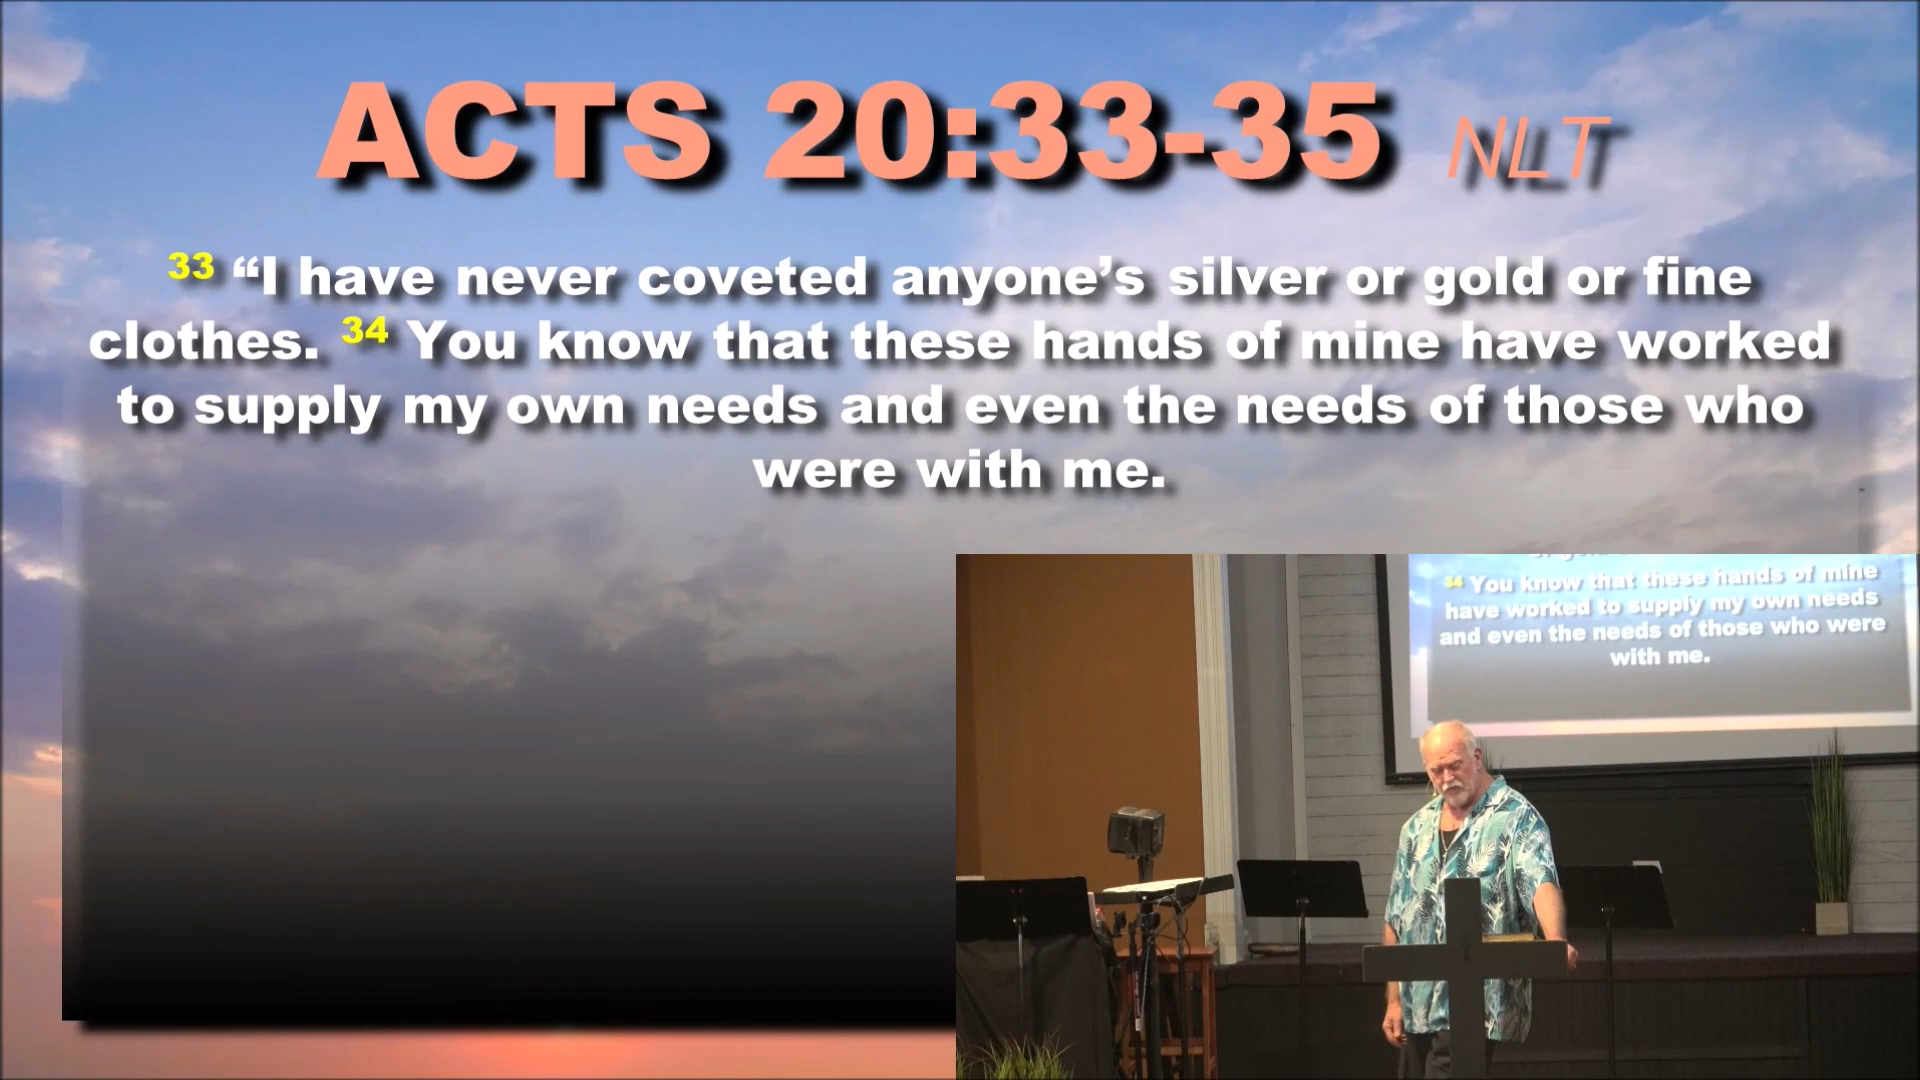 ACTS 20:33-35 NLT
33 “I have never coveted anyone’s silver or gold or fine
clothes. 34 You know that these hands of mine have worked
to supply my own needs and even the needs of those who
were with me.
34 You know that these hands of mine
have worked to supply my own needs
and even the needs of those who were
with me.